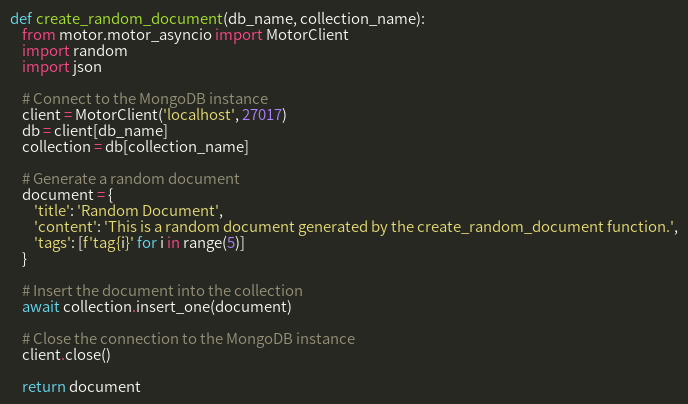 def create_random_document(db_name, collection_name):
    from motor.motor_asyncio import MotorClient
    import random
    import json

    # Connect to the MongoDB instance
    client = MotorClient('localhost', 27017)
    db = client[db_name]
    collection = db[collection_name]

    # Generate a random document
    document = {
        'title': 'Random Document',
        'content': 'This is a random document generated by the create_random_document function.',
        'tags': [f'tag{i}' for i in range(5)]
    }

    # Insert the document into the collection
    await collection.insert_one(document)

    # Close the connection to the MongoDB instance
    client.close()

    return document